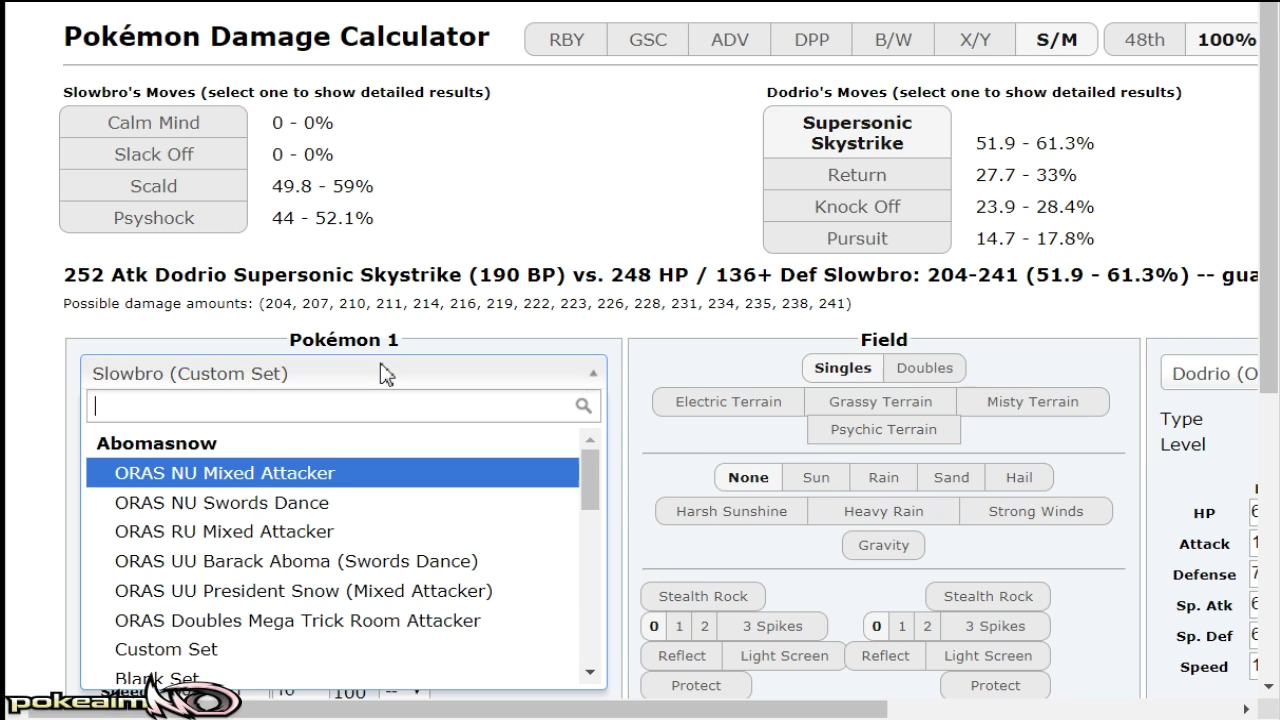 Pokémon Damage Calculator
RBY GSC ADV DPP B/W X/Y S/M 48th 100%
Slowbro's Moves (select one to show detailed results)
Calm Mind 0 - 0%
Slack Off 0 - 0%
Scald 49.8 - 59%
Psyshock 44 - 52.1%
Dodrio's Moves (select one to show detailed results)
Supersonic
Skystrike 51.9 - 61.3%
Return 27.7 - 33%
Knock Off 23.9 - 28.4%
Pursuit 14.7 - 17.8%
252 Atk Dodrio Supersonic Skystrike (190 BP) vs. 248 HP / 136+ Def Slowbro: 204-241 (51.9 - 61.3%) -- gua
Possible damage amounts: (204, 207, 210, 211, 214, 216, 219, 222, 223, 226, 228, 231, 234, 235, 238, 241)
Pokémon 1
Slowbro (Custom Set)
Abomasnow
ORAS NU Mixed Attacker
ORAS NU Swords Dance
ORAS RU Mixed Attacker
ORAS UU Barack Aboma (Swords Dance)
ORAS UU President Snow (Mixed Attacker)
ORAS Doubles Mega Trick Room Attacker
Custom Set
Blank Set
Speed 100 --
Field
Singles Doubles
Electric Terrain Grassy Terrain Misty Terrain
Psychic Terrain
None Sun Rain Sand Hail
Harsh Sunshine Heavy Rain Strong Winds
Gravity
Stealth Rock Stealth Rock
0 1 2 3 Spikes 0 1 2 3 Spikes
Reflect Light Screen Reflect Light Screen
Protect Protect
Dodrio (O
Type
Level
HP
Attack
Defense
Sp. Atk
Sp. Def
Speed
pokeaimMD